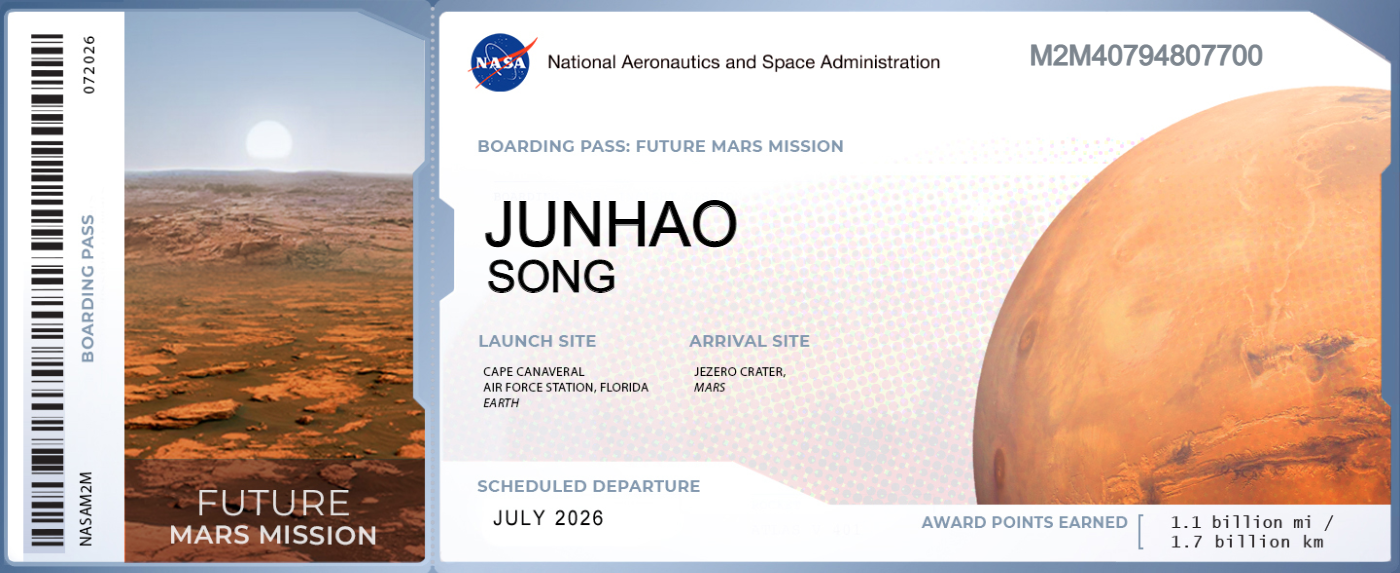 072026
BOARDING PASS
NASAM2M
FUTURE
MARS MISSION
NASA
National Aeronautics and Space Administration
M2M40794807700
BOARDING PASS: FUTURE MARS MISSION
JUNHAO
SONG
LAUNCH SITE
CAPE CANAVERAL
AIR FORCE STATION, FLORIDA
EARTH
ARRIVAL SITE
JEZERO CRATER,
MARS
SCHEDULED DEPARTURE
JULY 2026
AWARD POINTS EARNED
1.1 billion mi /
1.7 billion km